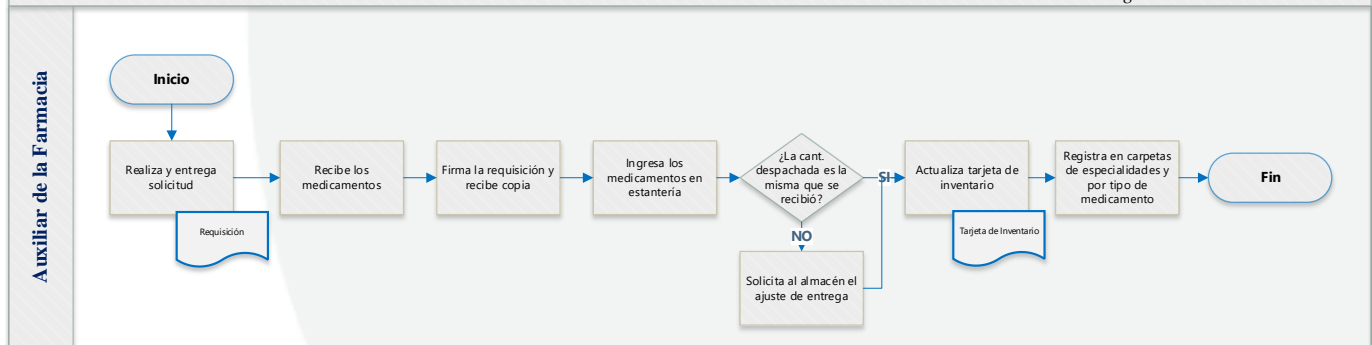 Auxiliar de la Farmacia
Inicio
Realiza y entrega
solicitud
Requisición
Recibe los
medicamentos
Firma la requisición y
recibe copia
Ingresa los
medicamentos en
estantería
¿La cant.
despachada es la
misma que se
recibió?
SI
NO
Solicita al almacén el
ajuste de entrega
Actualiza tarjeta de
inventario
Tarjeta de Inventario
Registra en carpetas
de especialidades y
por tipo de
medicamento
Fin